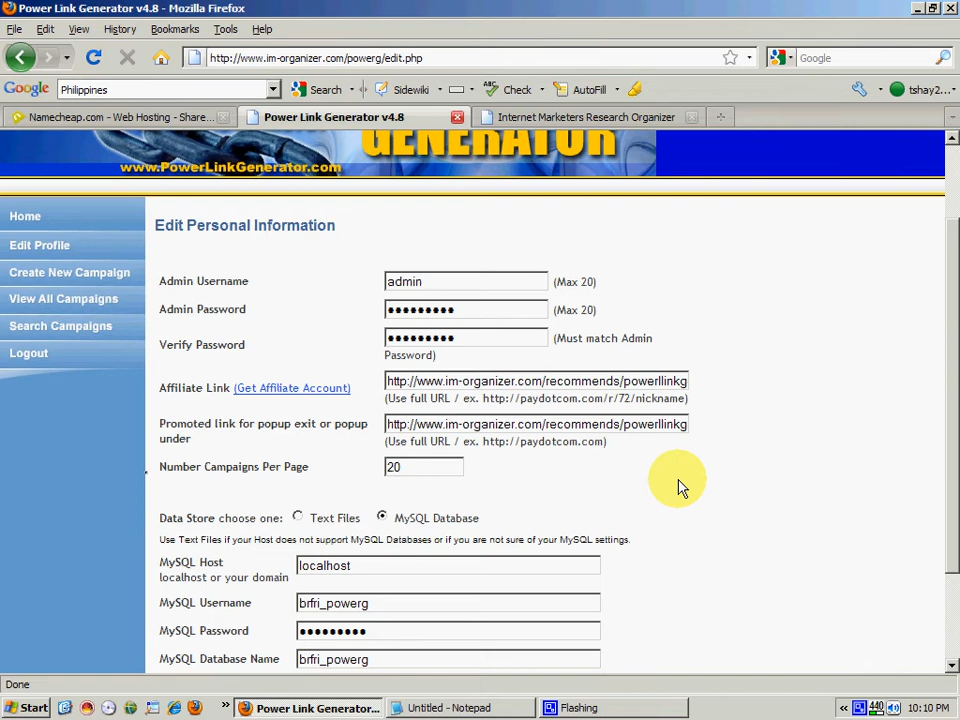 Power Link Generator v4.8 - Mozilla Firefox
File Edit View History Bookmarks Tools Help
http://www.im-organizer.com/powerg/edit.php
Google
Google Philippines Search Sidewiki Check AutoFill tshay2...
Namecheap.com - Web Hosting - Share... Power Link Generator v4.8 Internet Marketers Research Organizer
GENERATOR
www.PowerLinkGenerator.com
Home
Edit Profile
Create New Campaign
View All Campaigns
Search Campaigns
Logout
Edit Personal Information
Admin Username admin (Max 20)
Admin Password ●●●●●●●●● (Max 20)
Verify Password ●●●●●●●●● (Must match Admin
Password)
Affiliate Link (Get Affiliate Account) http://www.im-organizer.com/recommends/powerllinkg
(Use full URL / ex. http://paydotcom.com/r/72/nickname)
Promoted link for popup exit or popup
under http://www.im-organizer.com/recommends/powerllinkg
(Use full URL / ex. http://paydotcom.com)
Number Campaigns Per Page 20
Data Store choose one: Text Files MySQL Database
Use Text Files if your Host does not support MySQL Databases or if you are not sure of your MySQL settings.
MySQL Host
localhost or your domain localhost
MySQL Username brfri_powerg
MySQL Password ●●●●●●●●●
MySQL Database Name brfri_powerg
Done
Start Power Link Generator... Untitled - Notepad Flashing 440 10:10 PM